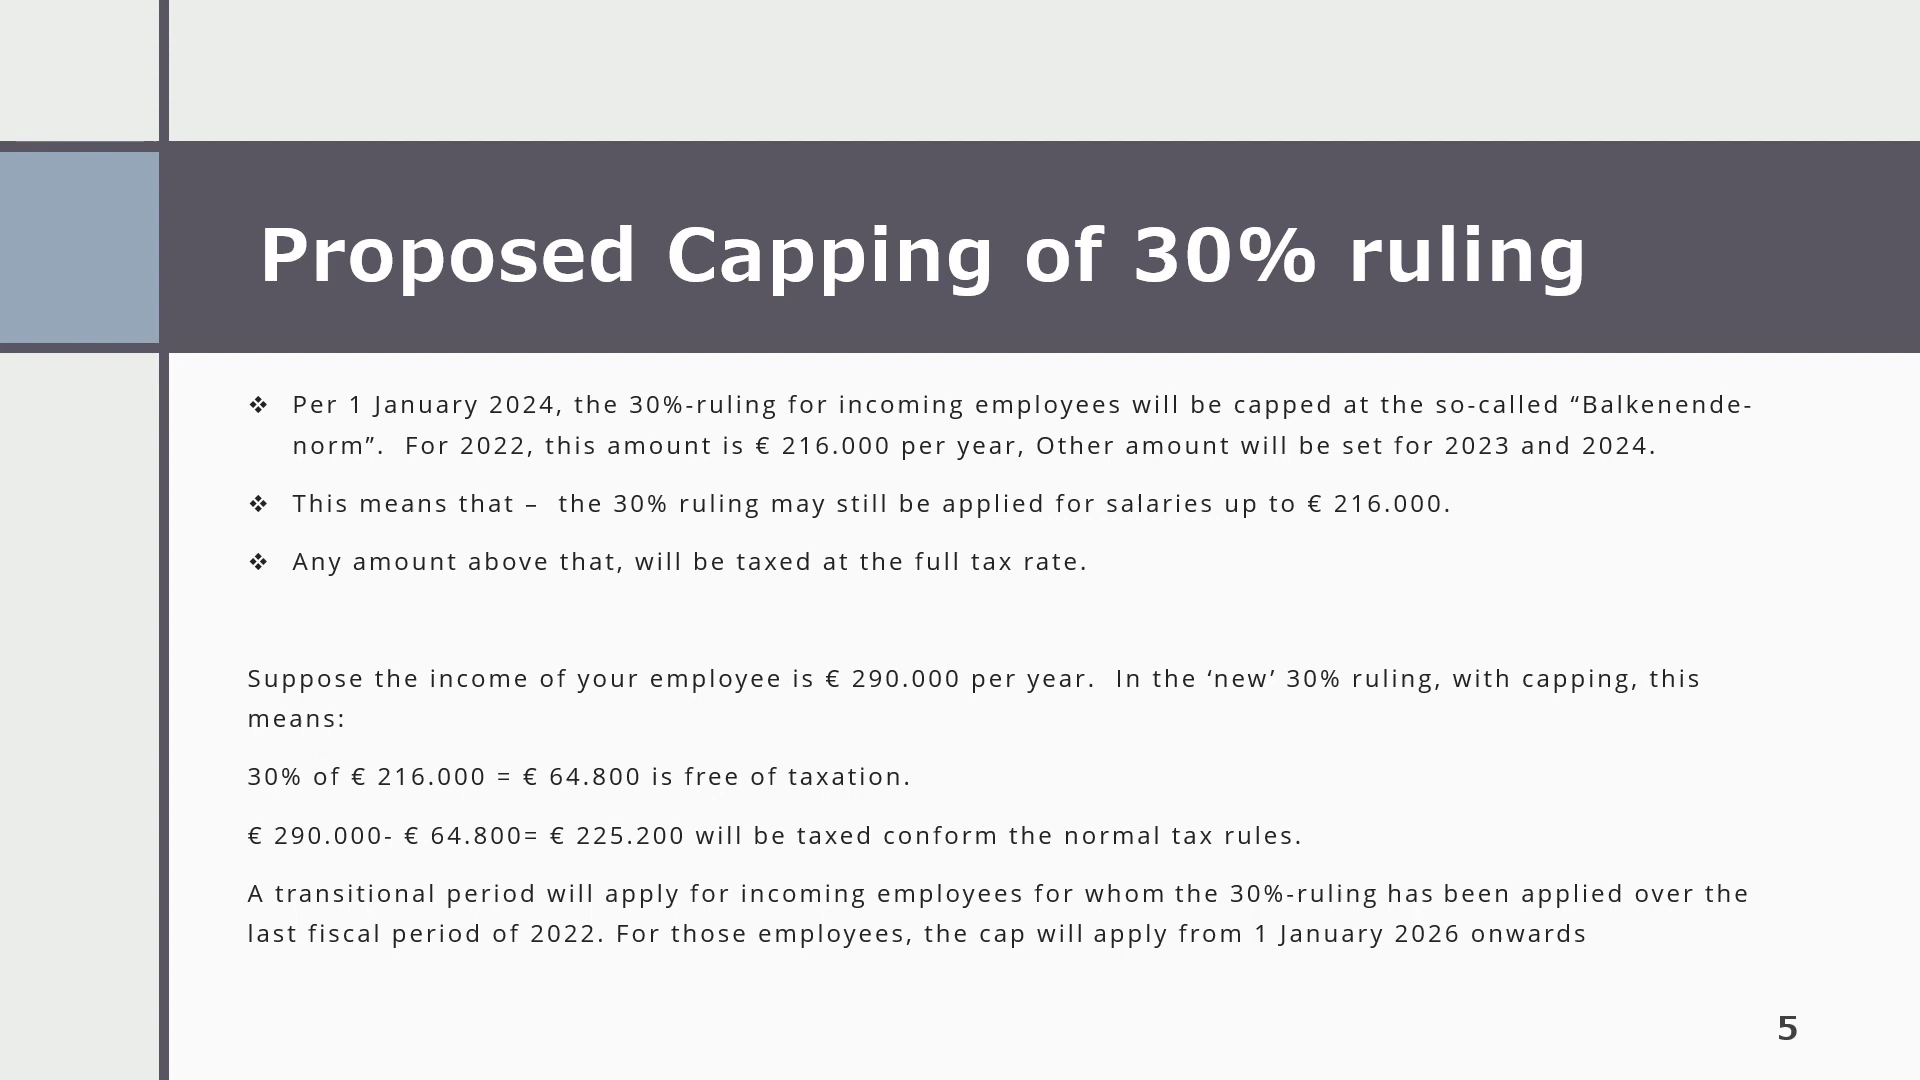 Proposed Capping of 30% ruling
❖ Per 1 January 2024, the 30%-ruling for incoming employees will be capped at the so-called “Balkenende-
norm”.  For 2022, this amount is € 216.000 per year, Other amount will be set for 2023 and 2024.
❖ This means that –  the 30% ruling may still be applied for salaries up to € 216.000.
❖ Any amount above that, will be taxed at the full tax rate.
Suppose the income of your employee is € 290.000 per year.  In the ‘new’ 30% ruling, with capping, this
means:
30% of € 216.000 = € 64.800 is free of taxation.
€ 290.000- € 64.800= € 225.200 will be taxed conform the normal tax rules.
A transitional period will apply for incoming employees for whom the 30%-ruling has been applied over the
last fiscal period of 2022. For those employees, the cap will apply from 1 January 2026 onwards
5